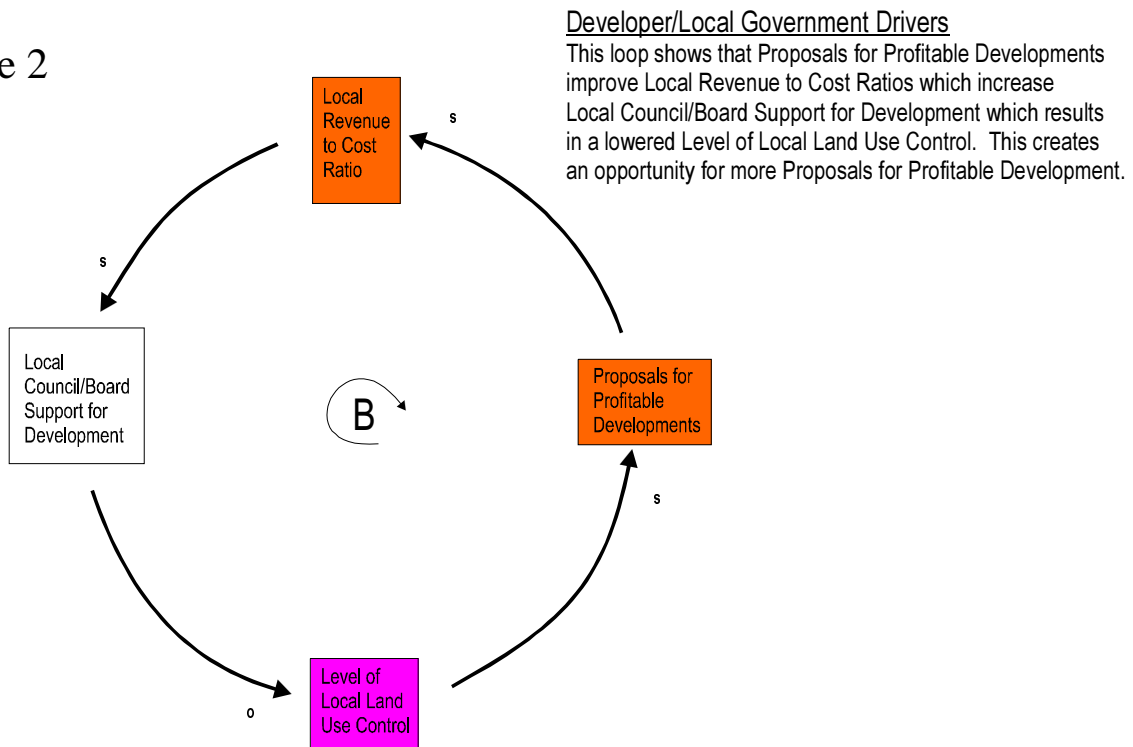 e 2
Developer/Local Government Drivers
This loop shows that Proposals for Profitable Developments
improve Local Revenue to Cost Ratios which increase
Local Council/Board Support for Development which results
in a lowered Level of Local Land Use Control.  This creates
an opportunity for more Proposals for Profitable Development.
Local
Revenue
to Cost
Ratio
s
s
Local
Council/Board
Support for
Development
B
Proposals for
Profitable
Developments
s
Level of
Local Land
Use Control
o